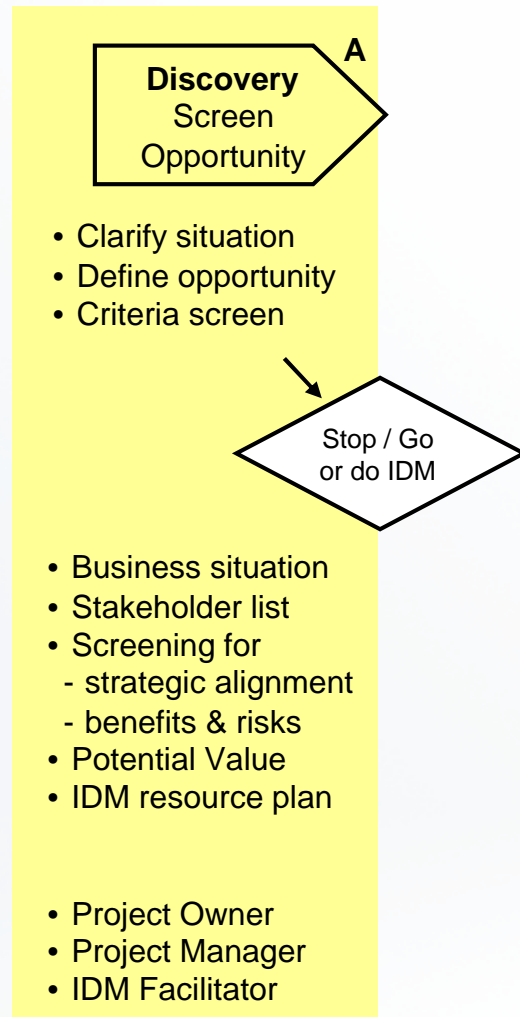 A
Discovery
Screen
Opportunity
• Clarify situation
• Define opportunity
• Criteria screen
Stop / Go
or do IDM
• Business situation
• Stakeholder list
• Screening for
- strategic alignment
- benefits & risks
• Potential Value
• IDM resource plan
• Project Owner
• Project Manager
• IDM Facilitator